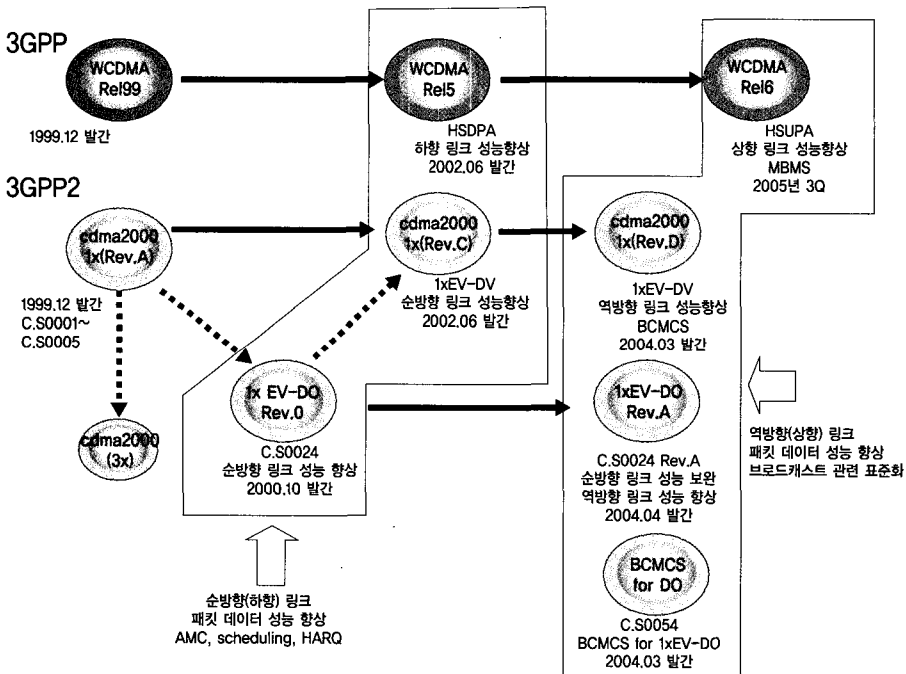 3GPP
WCDMA
Rel99
1999.12 발간
WCDMA
Rel5
HSDPA
하향 링크 성능향상
2002.06 발간
WCDMA
Rel6
HSUPA
상향 링크 성능향상
MBMS
2005년 3Q
3GPP2
cdma2000
1x(Rev.A)
1999.12 발간
C.S0001~
C.S0005
cdma2000
1x(Rev.C)
1xEV-DV
순방향 링크 성능향상
2002.06 발간
cdma2000
1x(Rev.D)
1xEV-DV
역방향 링크 성능향상
BCMCS
2004.03 발간
cdma2000
(3x)
1x EV-DO
Rev.0
C.S0024
순방향 링크 성능 향상
2000.10 발간
1xEV-DO
Rev.A
C.S0024 Rev.A
순방향 링크 성능 보완
역방향 링크 성능 향상
2004.04 발간
역방향(상향) 링크
패킷 데이터 성능 향상
브로드캐스트 관련 표준화
BCMCS
for DO
C.S0054
BCMCS for 1xEV-DO
2004.03 발간
순방향(하향) 링크
패킷 데이터 성능 향상
AMC, scheduling, HARQ